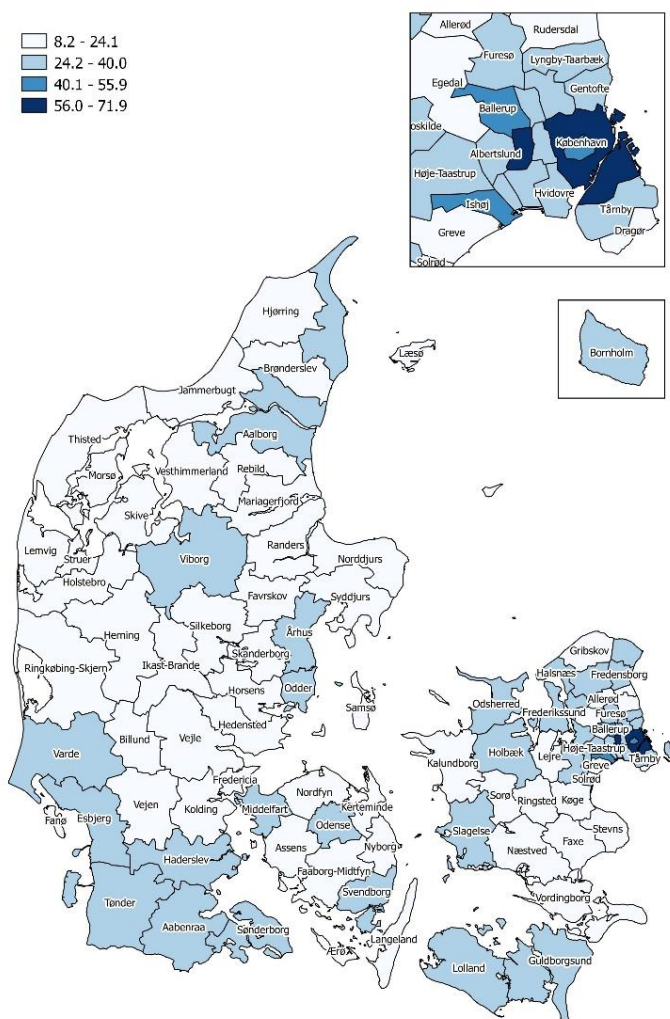 8.2 - 24.1
24.2 - 40.0
40.1 - 55.9
56.0 - 71.9
Allerød
Rudersdal
Furesø
Lyngby-Taarbæk
Egedal
Gentofte
Ballerup
oskilde
København
Albertslund
Høje-Taastrup
Hvidovre
Ishøj
Tårnby
Greve
Dragør
Solrød
Bornholm
Hjørring
Læsø
Brønderslev
Jammerbugt
Thisted
Aalborg
Vesthimmerland
Rebild
Morsø
Mariagerfjord
Skive
Lemvig
Randers
Struer
Viborg
Norddjurs
Holstebro
Favrskov
Syddjurs
Silkeborg
Herning
Århus
Gribskov
Skanderborg
Ikast-Brande
Ringkøbing-Skjern
Halsnæs
Fredensborg
Odder
Horsens
Allerød
Odsherred
Samsø
Frederikssund
Furesø
Hedensted
Ballerup
Billund
Vejle
Varde
Holbæk
Høje-Taastrup
Lejre
Tårnby
Kalundborg
Greve
Fredericia
Solrød
Nordfyn
Sorø
Ringsted
Køge
Vejen
Kolding
Middelfart
Kerteminde
Fanø
Esbjerg
Odense
Slagelse
Stevns
Assens
Nyborg
Næstved
Faxe
Haderslev
Faaborg-Midtfyn
Svendborg
Tønder
Vordingborg
Aabenraa
Sønderborg
Langeland
Ærø
Guldborgsund
Lolland